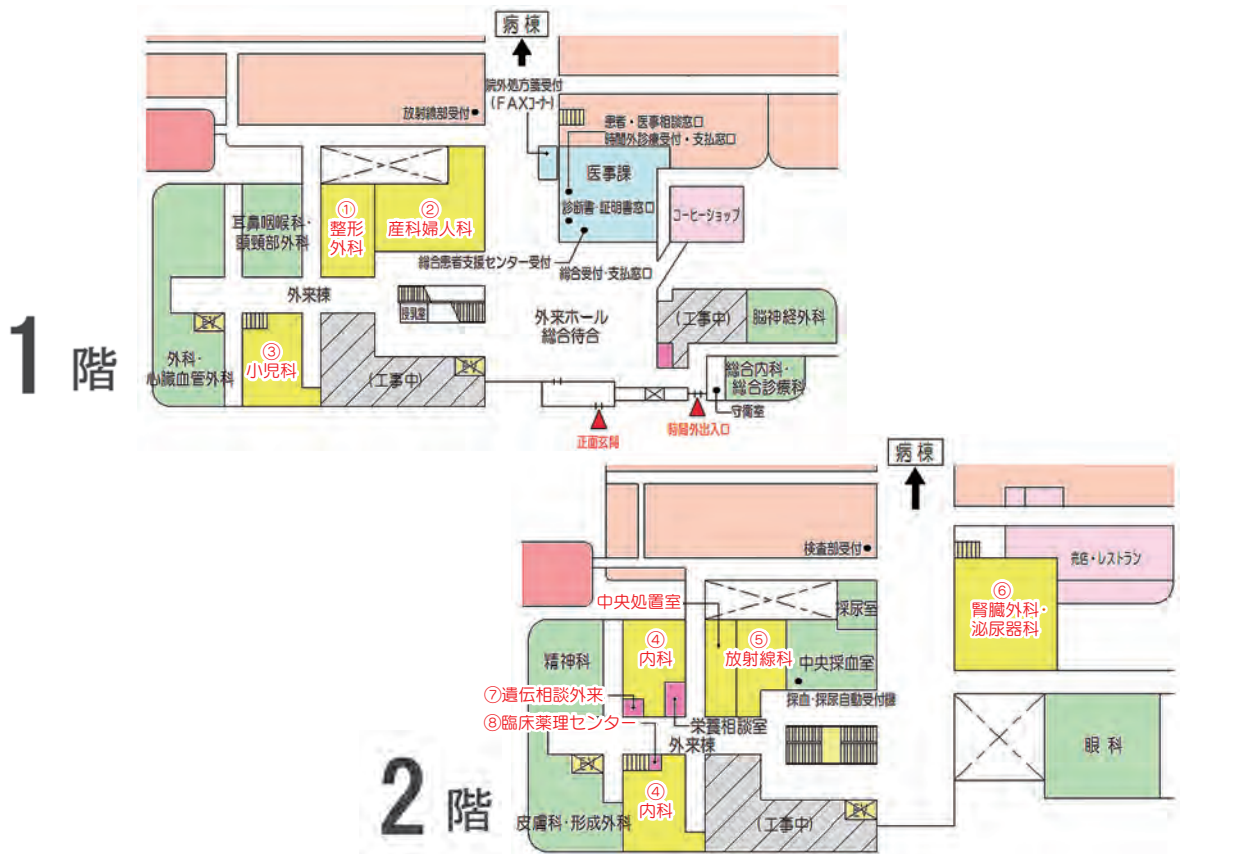 病棟
院外処方箋受付
(FAXコーナー)
放射線部受付
患者・医事相談窓口
時間外診療受付・支払窓口
医事課
診断書・証明書窓口
コーヒーショップ
耳鼻咽喉科・
頭頸部外科
①
整形
外科
②
産科婦人科
総合患者支援センター受付
総合受付・支払窓口
外来棟
授乳室
外来ホール
総合待合
(工事中)
脳神経外科
EV
外科・
心臓血管外科
③
小児科
(工事中)
EV
総合内科・
総合診療科
守衛室
正面玄関
時間外出入口
1階
病棟
検査部受付
売店・レストラン
中央処置室
採尿室
⑥
腎臓外科・
泌尿器科
精神科
④
内科
⑤
放射線科
中央採血室
⑦遺伝相談外来
採血・採尿自動受付機
⑧臨床薬理センター
栄養相談室
外来棟
眼科
EV
④
内科
皮膚科・形成外科
(工事中)
EV
2階